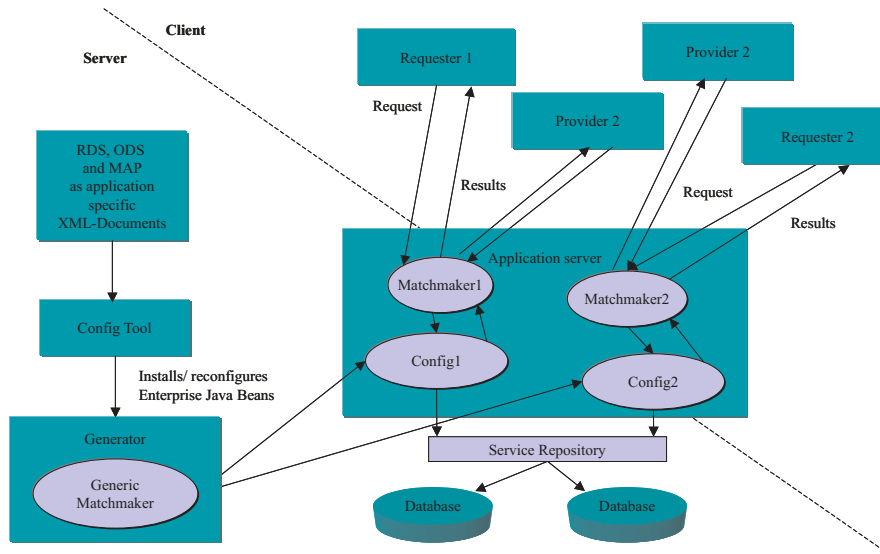 Client
Server
Requester 1
Provider 2
Request
Provider 2
Requester 2
RDS, ODS
and MAP
as application
specific
XML-Documents
Results
Request
Results
Application server
Matchmaker1
Matchmaker2
Config Tool
Config1
Config2
Installs/ reconfigures
Enterprise Java Beans
Generator
Generic
Matchmaker
Service Repository
Database
Database